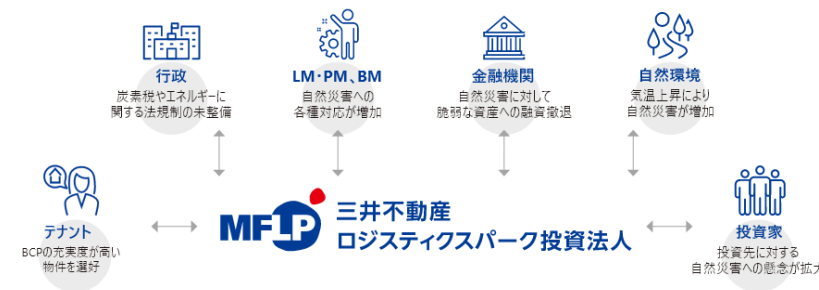 行政
炭素税やエネルギーに
関する法規制の未整備
LM・PM、BM
自然災害への
各種対応が増加
金融機関
自然災害に対して
脆弱な資産への融資撤退
自然環境
気温上昇により
自然災害が増加
テナント
BCPの充実度が高い
物件を選好
MFLP
三井不動産
ロジスティクスパーク投資法人
投資家
投資先に対する
自然災害への懸念が拡大